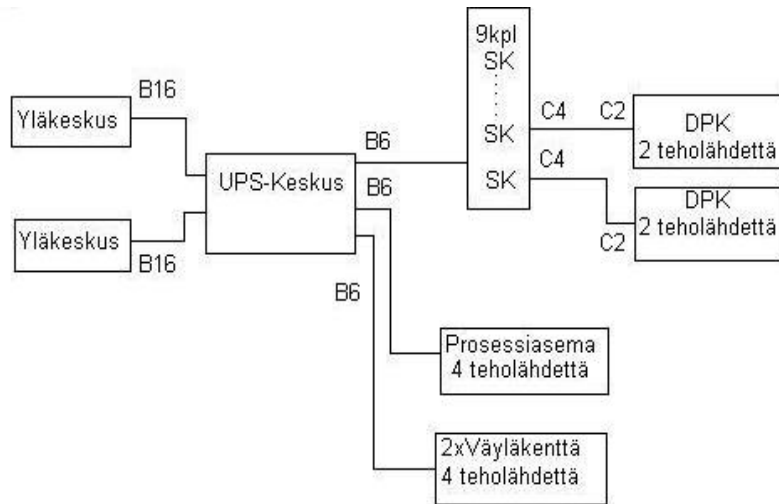 9kpl
SK
SK
SK
B16
Yläkeskus
UPS-Keskus
Yläkeskus
B16
B6
B6
B6
C4
C2
C4
C2
DPK
2 teholähdettä
DPK
2 teholähdettä
Prosessiasema
4 teholähdettä
2xVäyläkenttä
4 teholähdettä